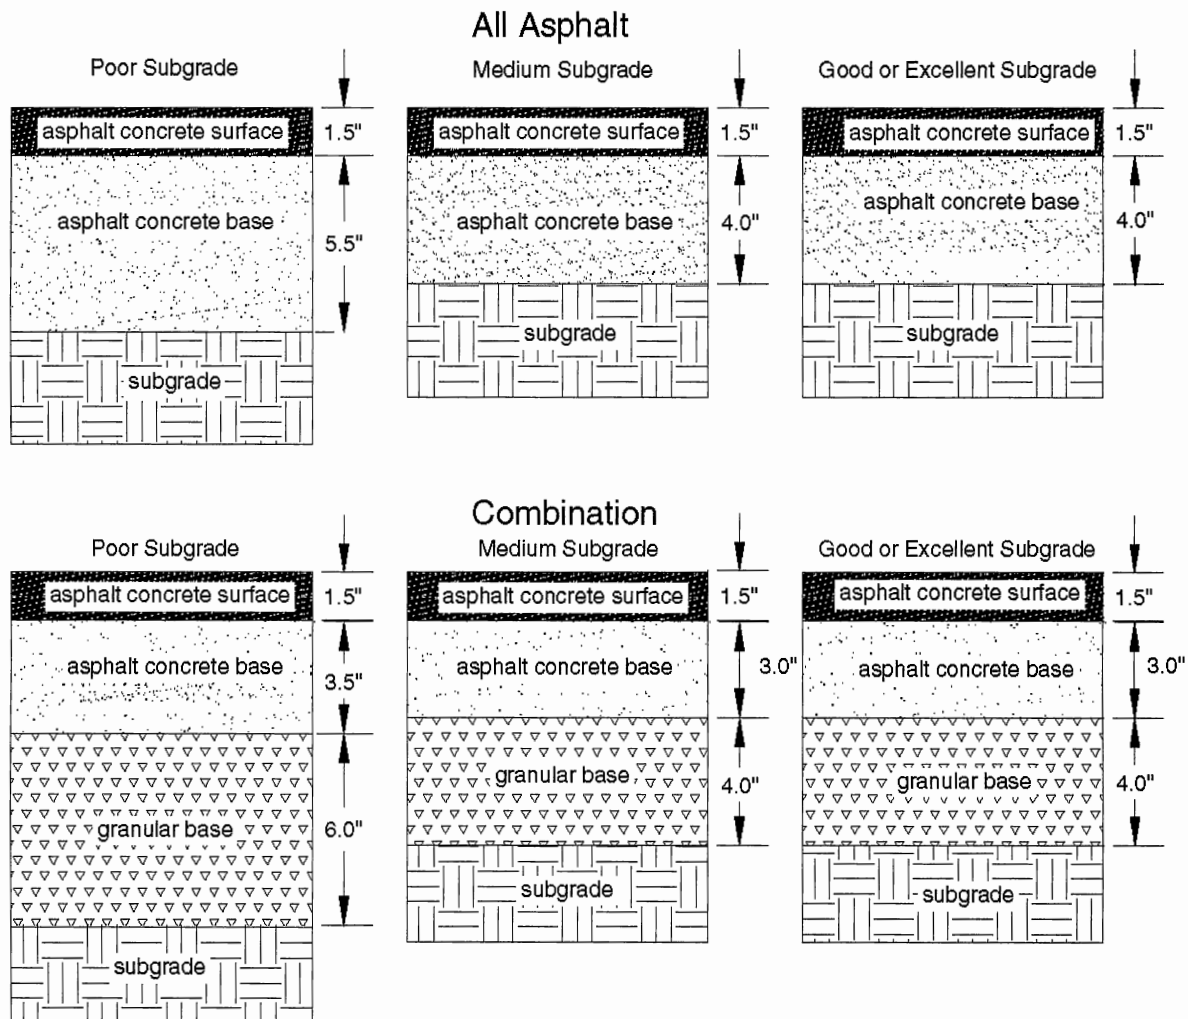 All Asphalt
Poor Subgrade
Medium Subgrade
Good or Excellent Subgrade
asphalt concrete surface
1.5"
asphalt concrete surface
1.5"
asphalt concrete surface
1.5"
asphalt concrete base
5.5"
asphalt concrete base
4.0"
asphalt concrete base
4.0"
subgrade
subgrade
subgrade
Combination
Poor Subgrade
Medium Subgrade
Good or Excellent Subgrade
asphalt concrete surface
1.5"
asphalt concrete surface
1.5"
asphalt concrete surface
1.5"
asphalt concrete base
3.5"
asphalt concrete base
3.0"
asphalt concrete base
3.0"
granular base
6.0"
granular base
4.0"
granular base
4.0"
subgrade
subgrade
subgrade